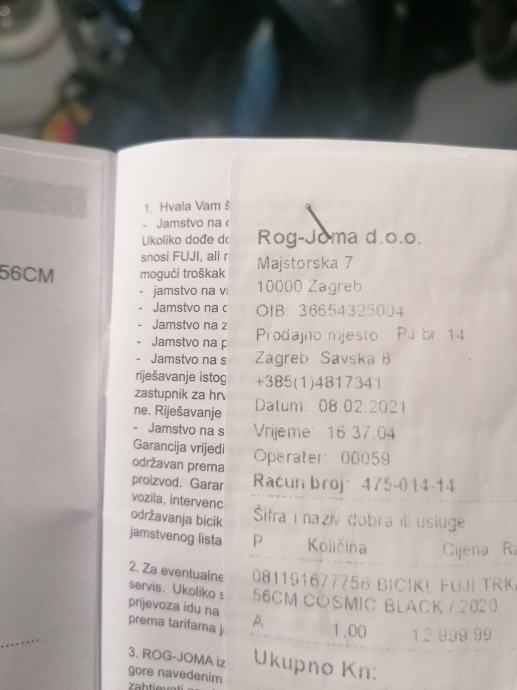 56CM
1. Hvala Vam š
- Jamstvo na
Ukoliko dođe do
snosi FUJI, ali
mogući troškak
- jamstvo na vi
- Jamstvo na
- Jamstvo na z
- Jamstvo na p
- Jamstvo na s
riješavanje istog
zastupnik za hrv
ne. Riješavanje
- Jamstvo na s
Garancija vrijedi
održavan prema
proizvod. Garar
vozila, intervenc
održavanja bicik
jamstvenog lista
2. Za eventualne
servis. Ukoliko s
prijevoza idu na
prema tarifama j
3. ROG-JOMA iz
gore navedenim
Rog-Joma d.o.o.
Majstorska 7
10000 Zagreb
OIB: 36654325004
Prodajno mjesto: PJ br. 14
Zagreb Savska 8
+385(1)4817341
Datum: 08.02.2021
Vrijeme: 16:37:04
Operater: 00059
Račun broj: 475-014-14
Šifra i naziv dobra ili usluge
P Količina Cijena Ra
081191677756 BICIKL FUJI TRK
56CM COSMIC BLACK / 2020
A 1,00 12.999,99
Ukupno Kn: